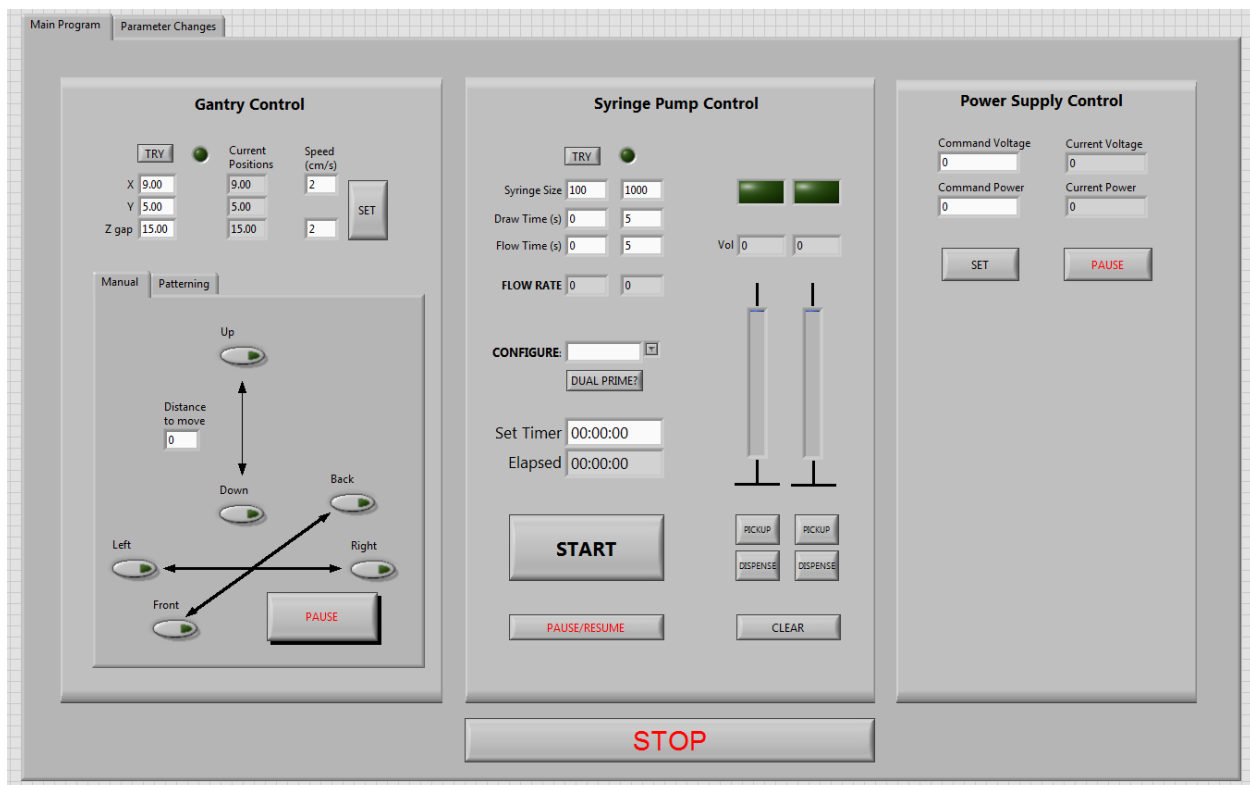 Main Program
Parameter Changes
Gantry Control
TRY
Current
Positions
Speed
(cm/s)
X 9.00 9.00 2
Y 5.00 5.00
Z gap 15.00 15.00 2
SET
Manual
Patterning
Up
Distance
to move
0
Down
Back
Left
Right
Front
PAUSE
Syringe Pump Control
TRY
Syringe Size 100 1000
Draw Time (s) 0 5
Flow Time (s) 0 5
Vol 0 0
FLOW RATE 0 0
CONFIGURE:
DUAL PRIME?
Set Timer 00:00:00
Elapsed 00:00:00
PICKUP PICKUP
START
DISPENSE DISPENSE
PAUSE/RESUME
CLEAR
Power Supply Control
Command Voltage Current Voltage
0 0
Command Power Current Power
0 0
SET
PAUSE
STOP